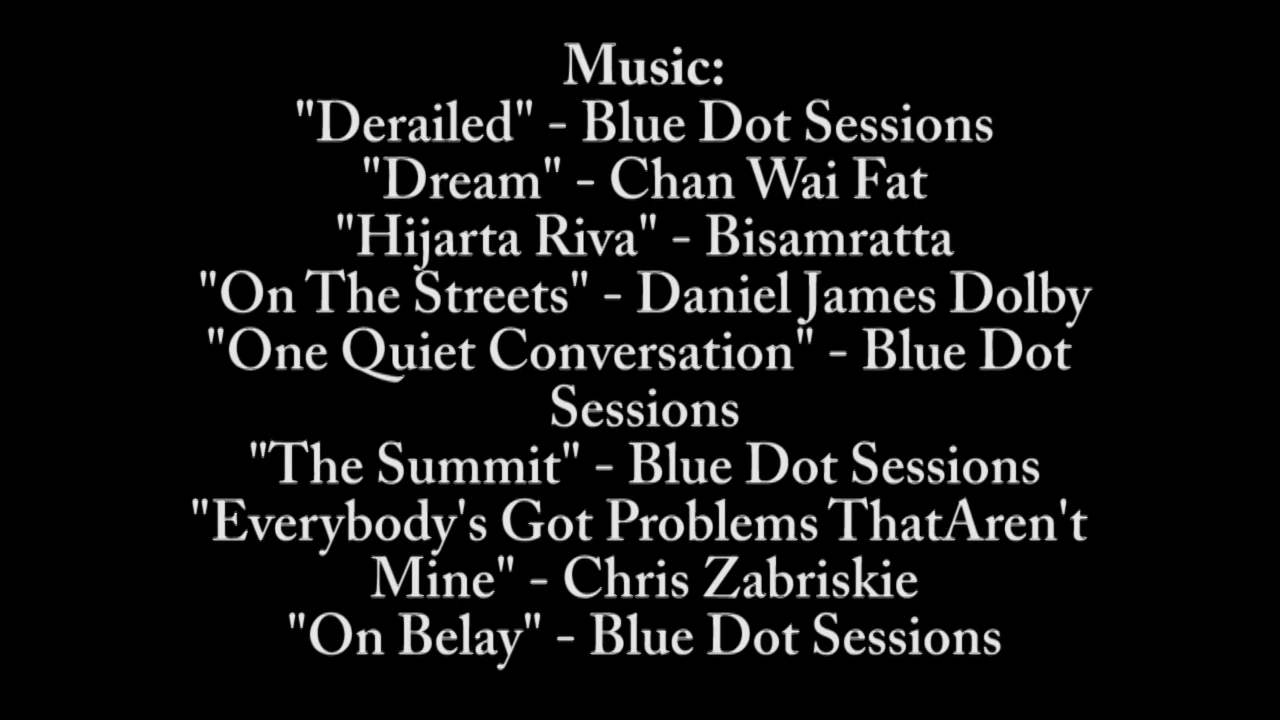 Music:
"Derailed" - Blue Dot Sessions
"Dream" - Chan Wai Fat
"Hijarta Riva" - Bisamratta
"On The Streets" - Daniel James Dolby
"One Quiet Conversation" - Blue Dot
Sessions
"The Summit" - Blue Dot Sessions
"Everybody's Got Problems ThatAren't
Mine" - Chris Zabriskie
"On Belay" - Blue Dot Sessions